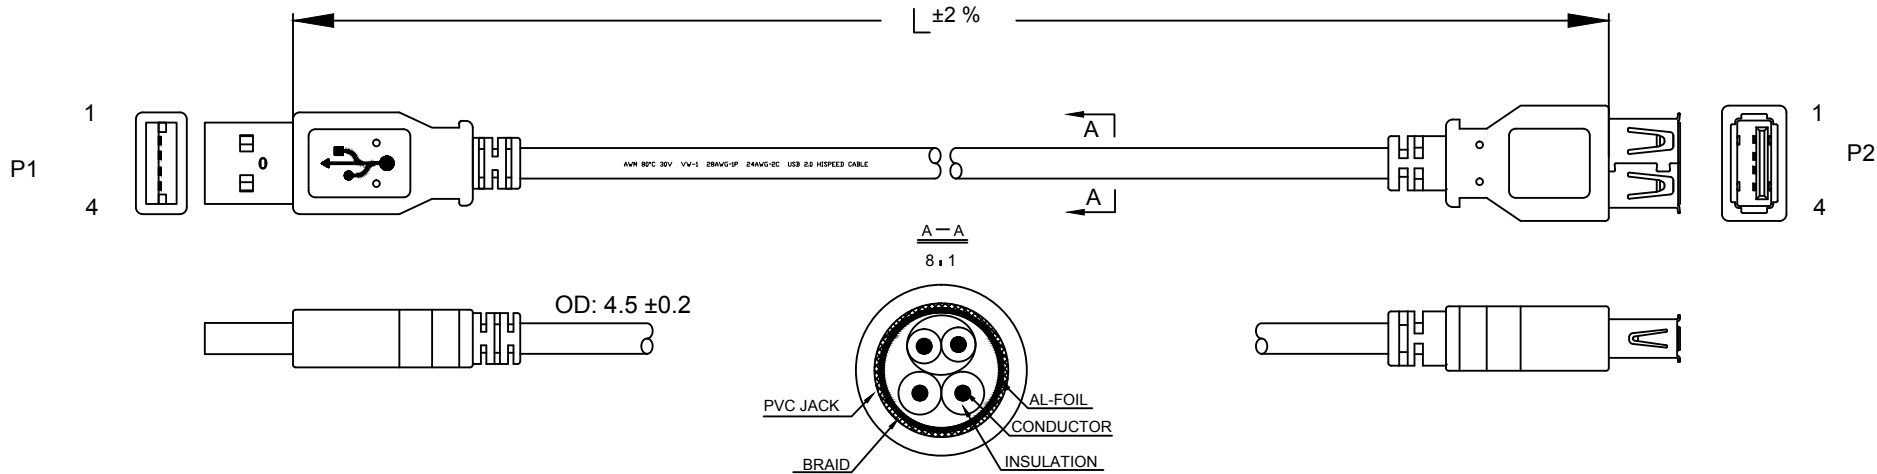 L ±2 %
1
1
P1
P2
4
4
A
A
AWM 80°C 30V VW-1 28AWG-1P 24AWG-2C USB 2.0 HISPEED CABLE
A—A
8:1
OD: 4.5 ±0.2
PVC JACK
AL-FOIL
CONDUCTOR
BRAID
INSULATION